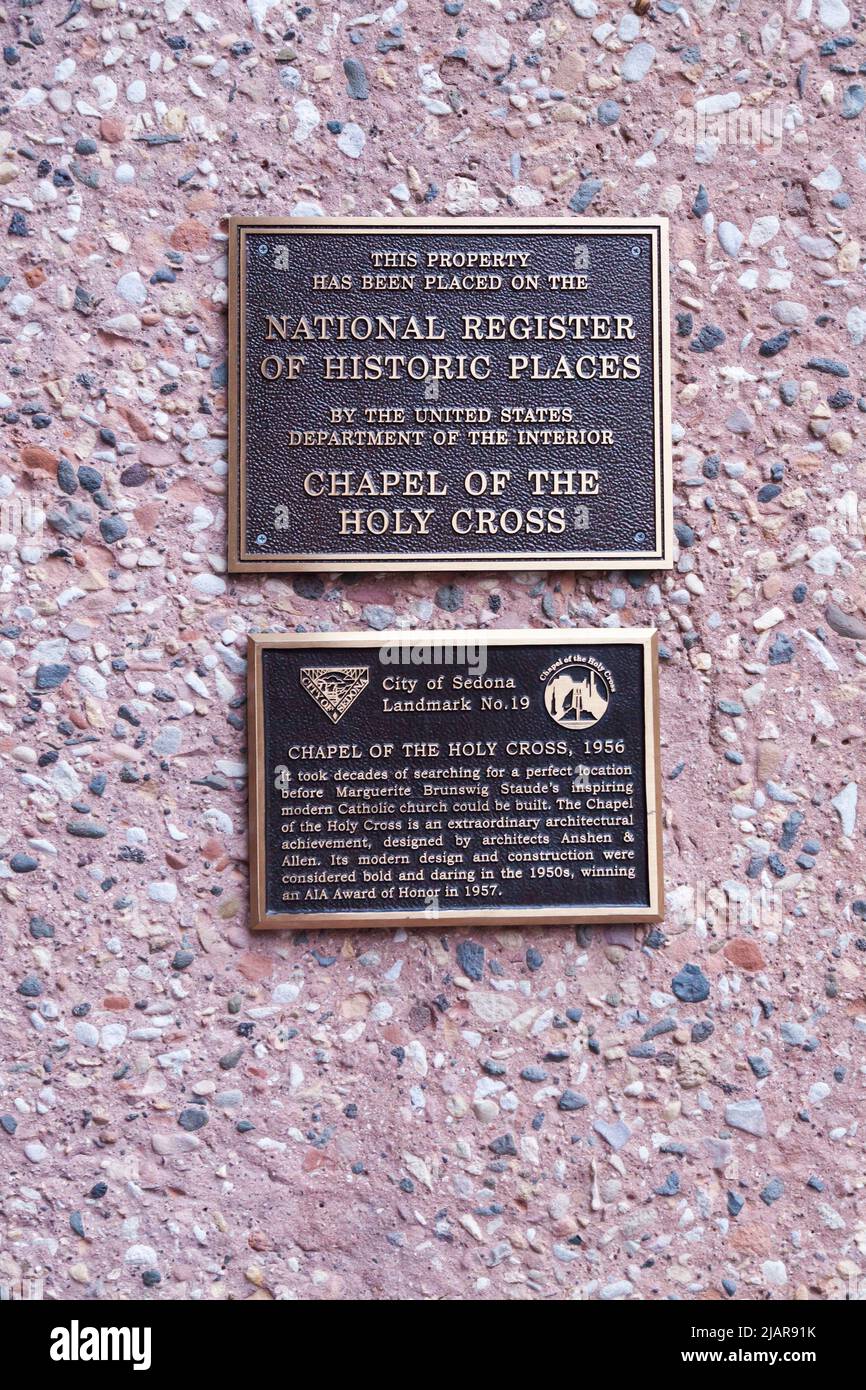 THIS PROPERTY
HAS BEEN PLACED ON THE
NATIONAL REGISTER
OF HISTORIC PLACES
BY THE UNITED STATES
DEPARTMENT OF THE INTERIOR
CHAPEL OF THE
HOLY CROSS
CITY OF SEDONA
City of Sedona
Landmark No.19
Chapel of the Holy Cross
CHAPEL OF THE HOLY CROSS, 1956
It took decades of searching for a perfect location
before Marguerite Brunswig Staude's inspiring
modern Catholic church could be built. The Chapel
of the Holy Cross is an extraordinary architectural
achievement, designed by architects Anshen &
Allen. Its modern design and construction were
considered bold and daring in the 1950s, winning
an AIA Award of Honor in 1957.
alamy
Image ID: 2JAR91K
www.alamy.com